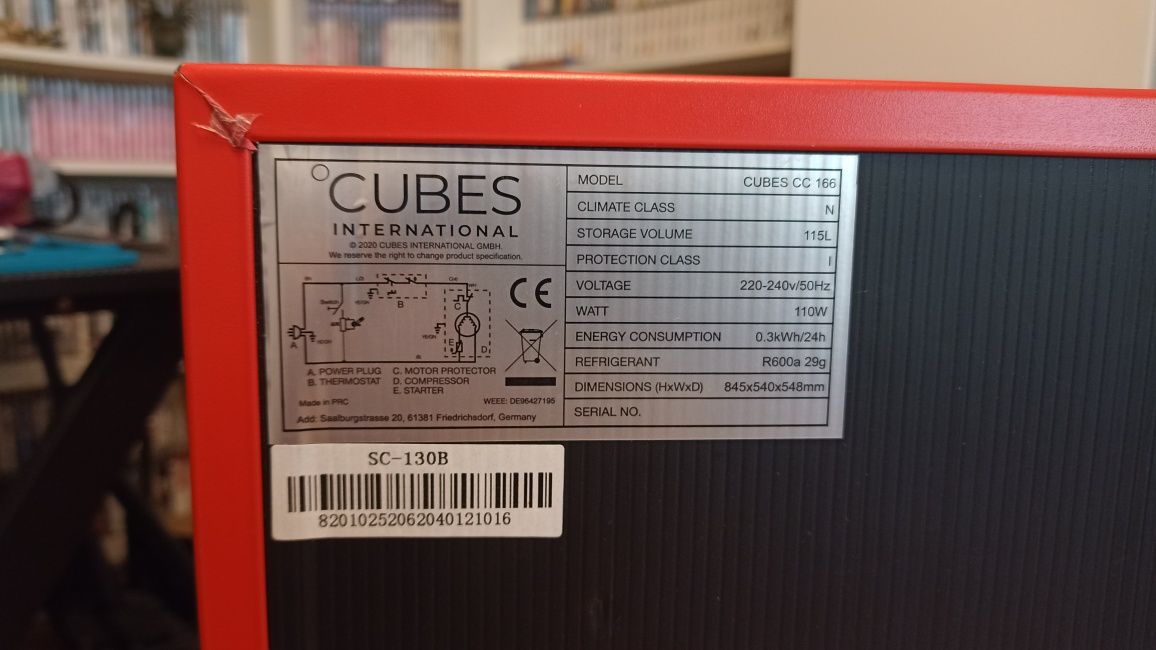 °CUBES
INTERNATIONAL
© 2020 CUBES INTERNATIONAL GMBH.
We reserve the right to change product specification.
Switch
A
B
C
D
E
A. POWER PLUG C. MOTOR PROTECTOR
B. THERMOSTAT D. COMPRESSOR
E. STARTER
Made in PRC WEEE: DE96427195
Add: Saalburgstrasse 20, 61381 Friedrichsdorf, Germany
CE
MODEL CUBES CC 166
CLIMATE CLASS N
STORAGE VOLUME 115L
PROTECTION CLASS I
VOLTAGE 220-240v/50Hz
WATT 110W
ENERGY CONSUMPTION 0.3kWh/24h
REFRIGERANT R600a 29g
DIMENSIONS (HxWxD) 845x540x548mm
SERIAL NO.
SC-130B
82010252062040121016